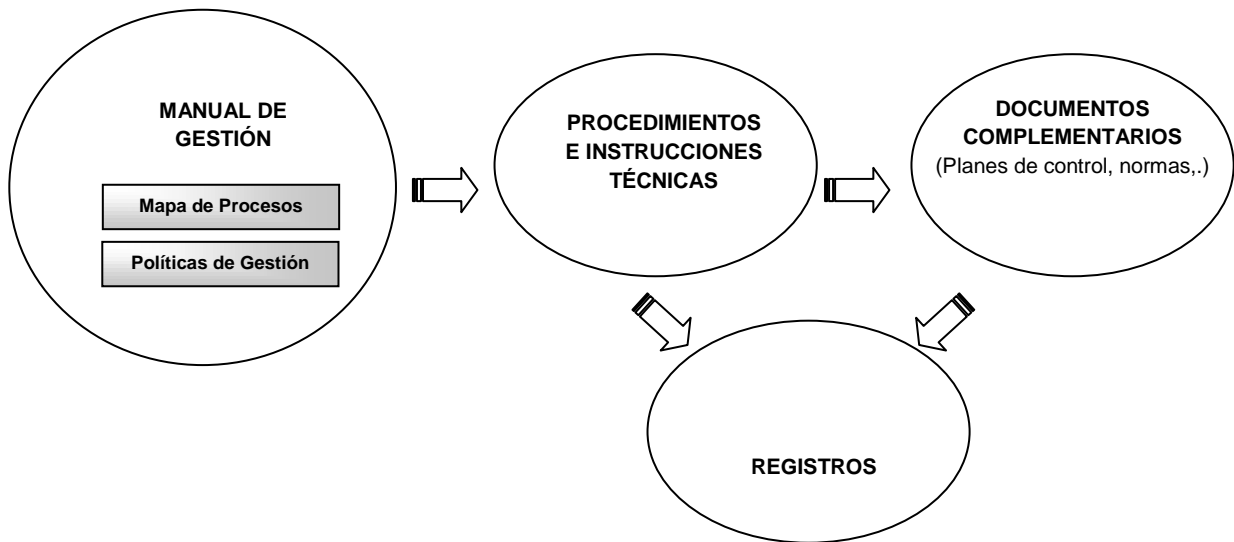 MANUAL DE
GESTIÓN
Mapa de Procesos
Políticas de Gestión
PROCEDIMIENTOS
E INSTRUCCIONES
TÉCNICAS
DOCUMENTOS
COMPLEMENTARIOS
(Planes de control, normas,.)
REGISTROS